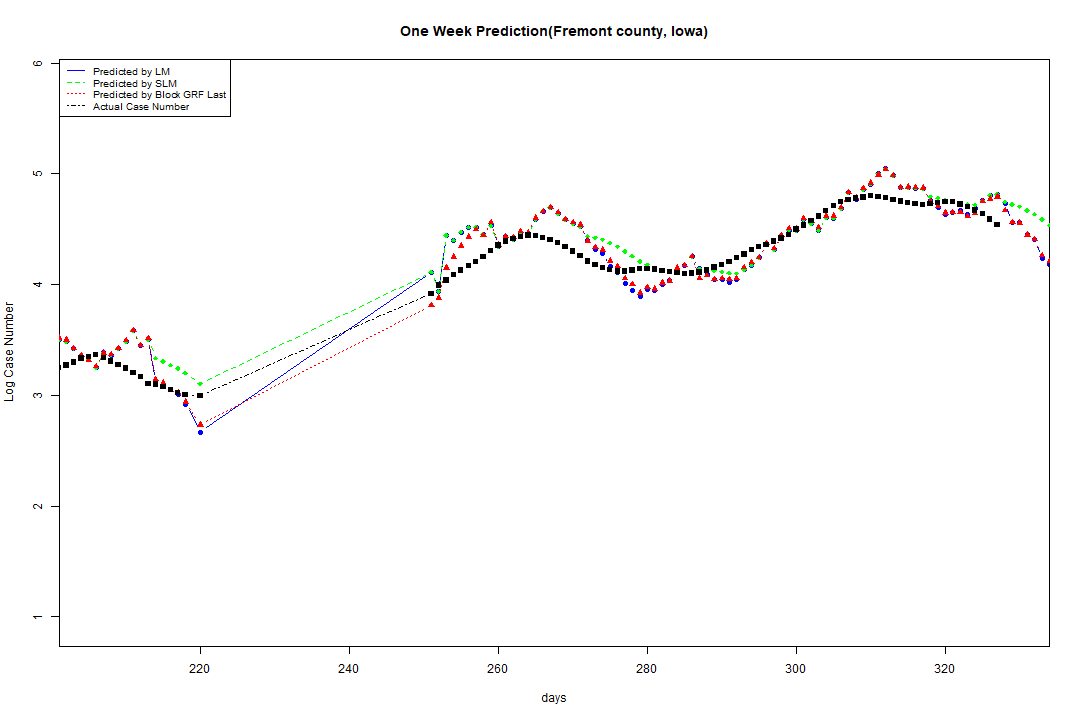 One Week Prediction(Fremont county, Iowa)
Predicted by LM
Predicted by SLM
Predicted by Block GRF Last
Actual Case Number
6
5
4
3
2
1
Log Case Number
220 240 260 280 300 320
days